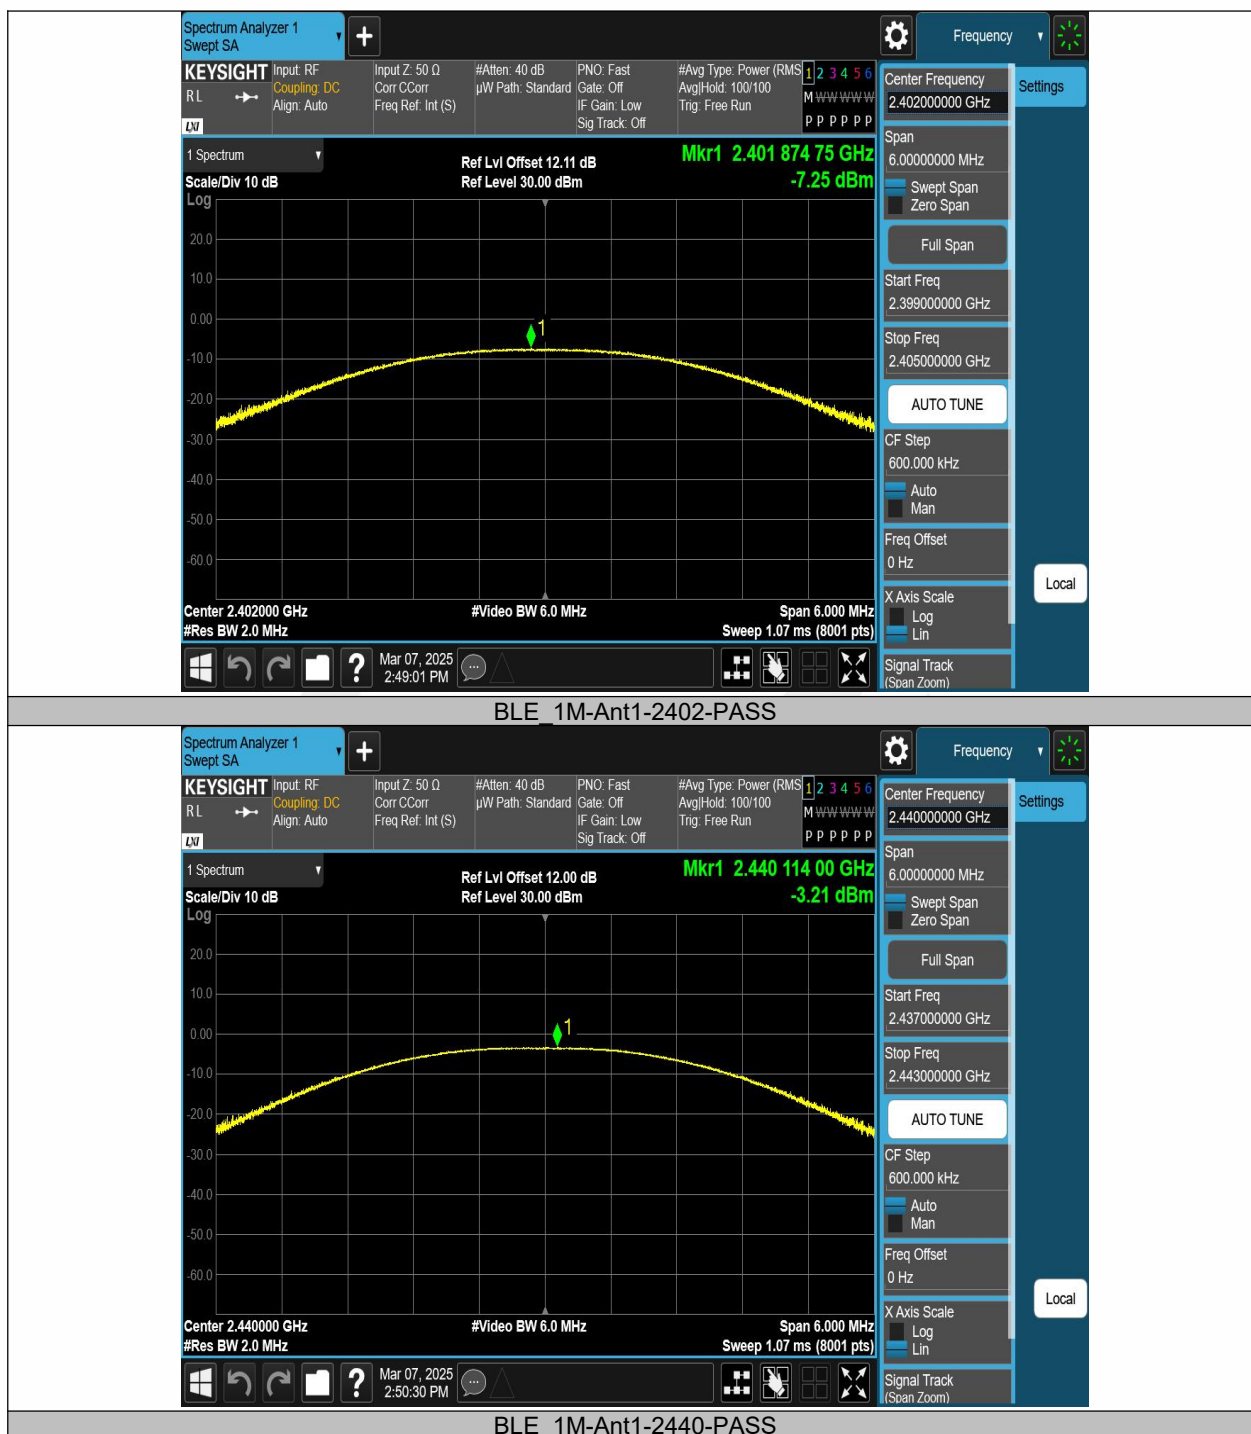 Spectrum Analyzer 1
Swept SA
Frequency
KEYSIGHT
R L
LXI
Input: RF
Coupling: DC
Align: Auto
Input Z: 50 Ω
Corr CCorr
Freq Ref: Int (S)
#Atten: 40 dB
µW Path: Standard
PNO: Fast
Gate: Off
IF Gain: Low
Sig Track: Off
#Avg Type: Power (RMS
Avg|Hold: 100/100
Trig: Free Run
1 2 3 4 5 6
M W W W W W
P P P P P P
1 Spectrum
Scale/Div 10 dB
Log
Ref Lvl Offset 12.11 dB
Ref Level 30.00 dBm
Mkr1 2.401 874 75 GHz
-7.25 dBm
20.0
10.0
0.00
-10.0
-20.0
-30.0
-40.0
-50.0
-60.0
1
Center 2.402000 GHz
#Res BW 2.0 MHz
#Video BW 6.0 MHz
Span 6.000 MHz
Sweep 1.07 ms (8001 pts)
Mar 07, 2025
2:49:01 PM
Center Frequency
2.402000000 GHz
Span
6.00000000 MHz
Swept Span
Zero Span
Full Span
Start Freq
2.399000000 GHz
Stop Freq
2.405000000 GHz
AUTO TUNE
CF Step
600.000 kHz
Auto
Man
Freq Offset
0 Hz
X Axis Scale
Log
Lin
Signal Track
(Span Zoom)
Settings
Local
BLE_1M-Ant1-2402-PASS
Spectrum Analyzer 1
Swept SA
Frequency
KEYSIGHT
R L
LXI
Input: RF
Coupling: DC
Align: Auto
Input Z: 50 Ω
Corr CCorr
Freq Ref: Int (S)
#Atten: 40 dB
µW Path: Standard
PNO: Fast
Gate: Off
IF Gain: Low
Sig Track: Off
#Avg Type: Power (RMS
Avg|Hold: 100/100
Trig: Free Run
1 2 3 4 5 6
M W W W W W
P P P P P P
1 Spectrum
Scale/Div 10 dB
Log
Ref Lvl Offset 12.00 dB
Ref Level 30.00 dBm
Mkr1 2.440 114 00 GHz
-3.21 dBm
20.0
10.0
0.00
-10.0
-20.0
-30.0
-40.0
-50.0
-60.0
1
Center 2.440000 GHz
#Res BW 2.0 MHz
#Video BW 6.0 MHz
Span 6.000 MHz
Sweep 1.07 ms (8001 pts)
Mar 07, 2025
2:50:30 PM
Center Frequency
2.440000000 GHz
Span
6.00000000 MHz
Swept Span
Zero Span
Full Span
Start Freq
2.437000000 GHz
Stop Freq
2.443000000 GHz
AUTO TUNE
CF Step
600.000 kHz
Auto
Man
Freq Offset
0 Hz
X Axis Scale
Log
Lin
Signal Track
(Span Zoom)
Settings
Local
BLE_1M-Ant1-2440-PASS